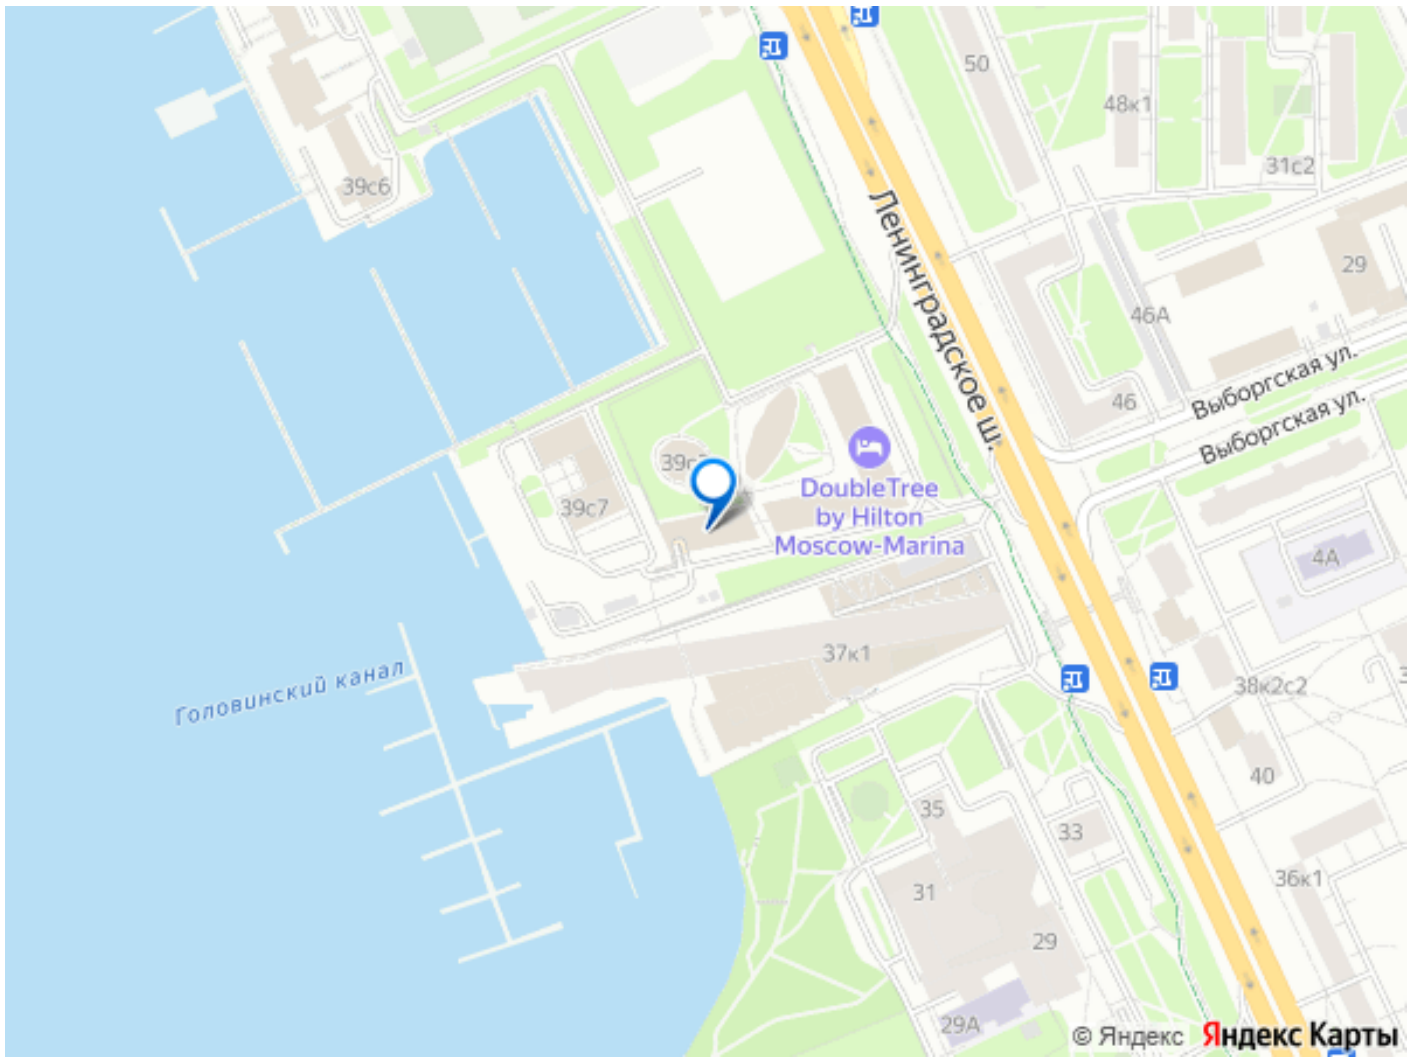 50
48к1
31с2
39с6
Ленинградское ш.
29
46А
Выборгская ул.
46
Выборгская ул.
39с7
DoubleTree
by Hilton
Moscow-Marina
4А
37к1
Головинский канал
38к2с2
40
35
33
31
36к1
29
29А
© Яндекс
Яндекс Карты